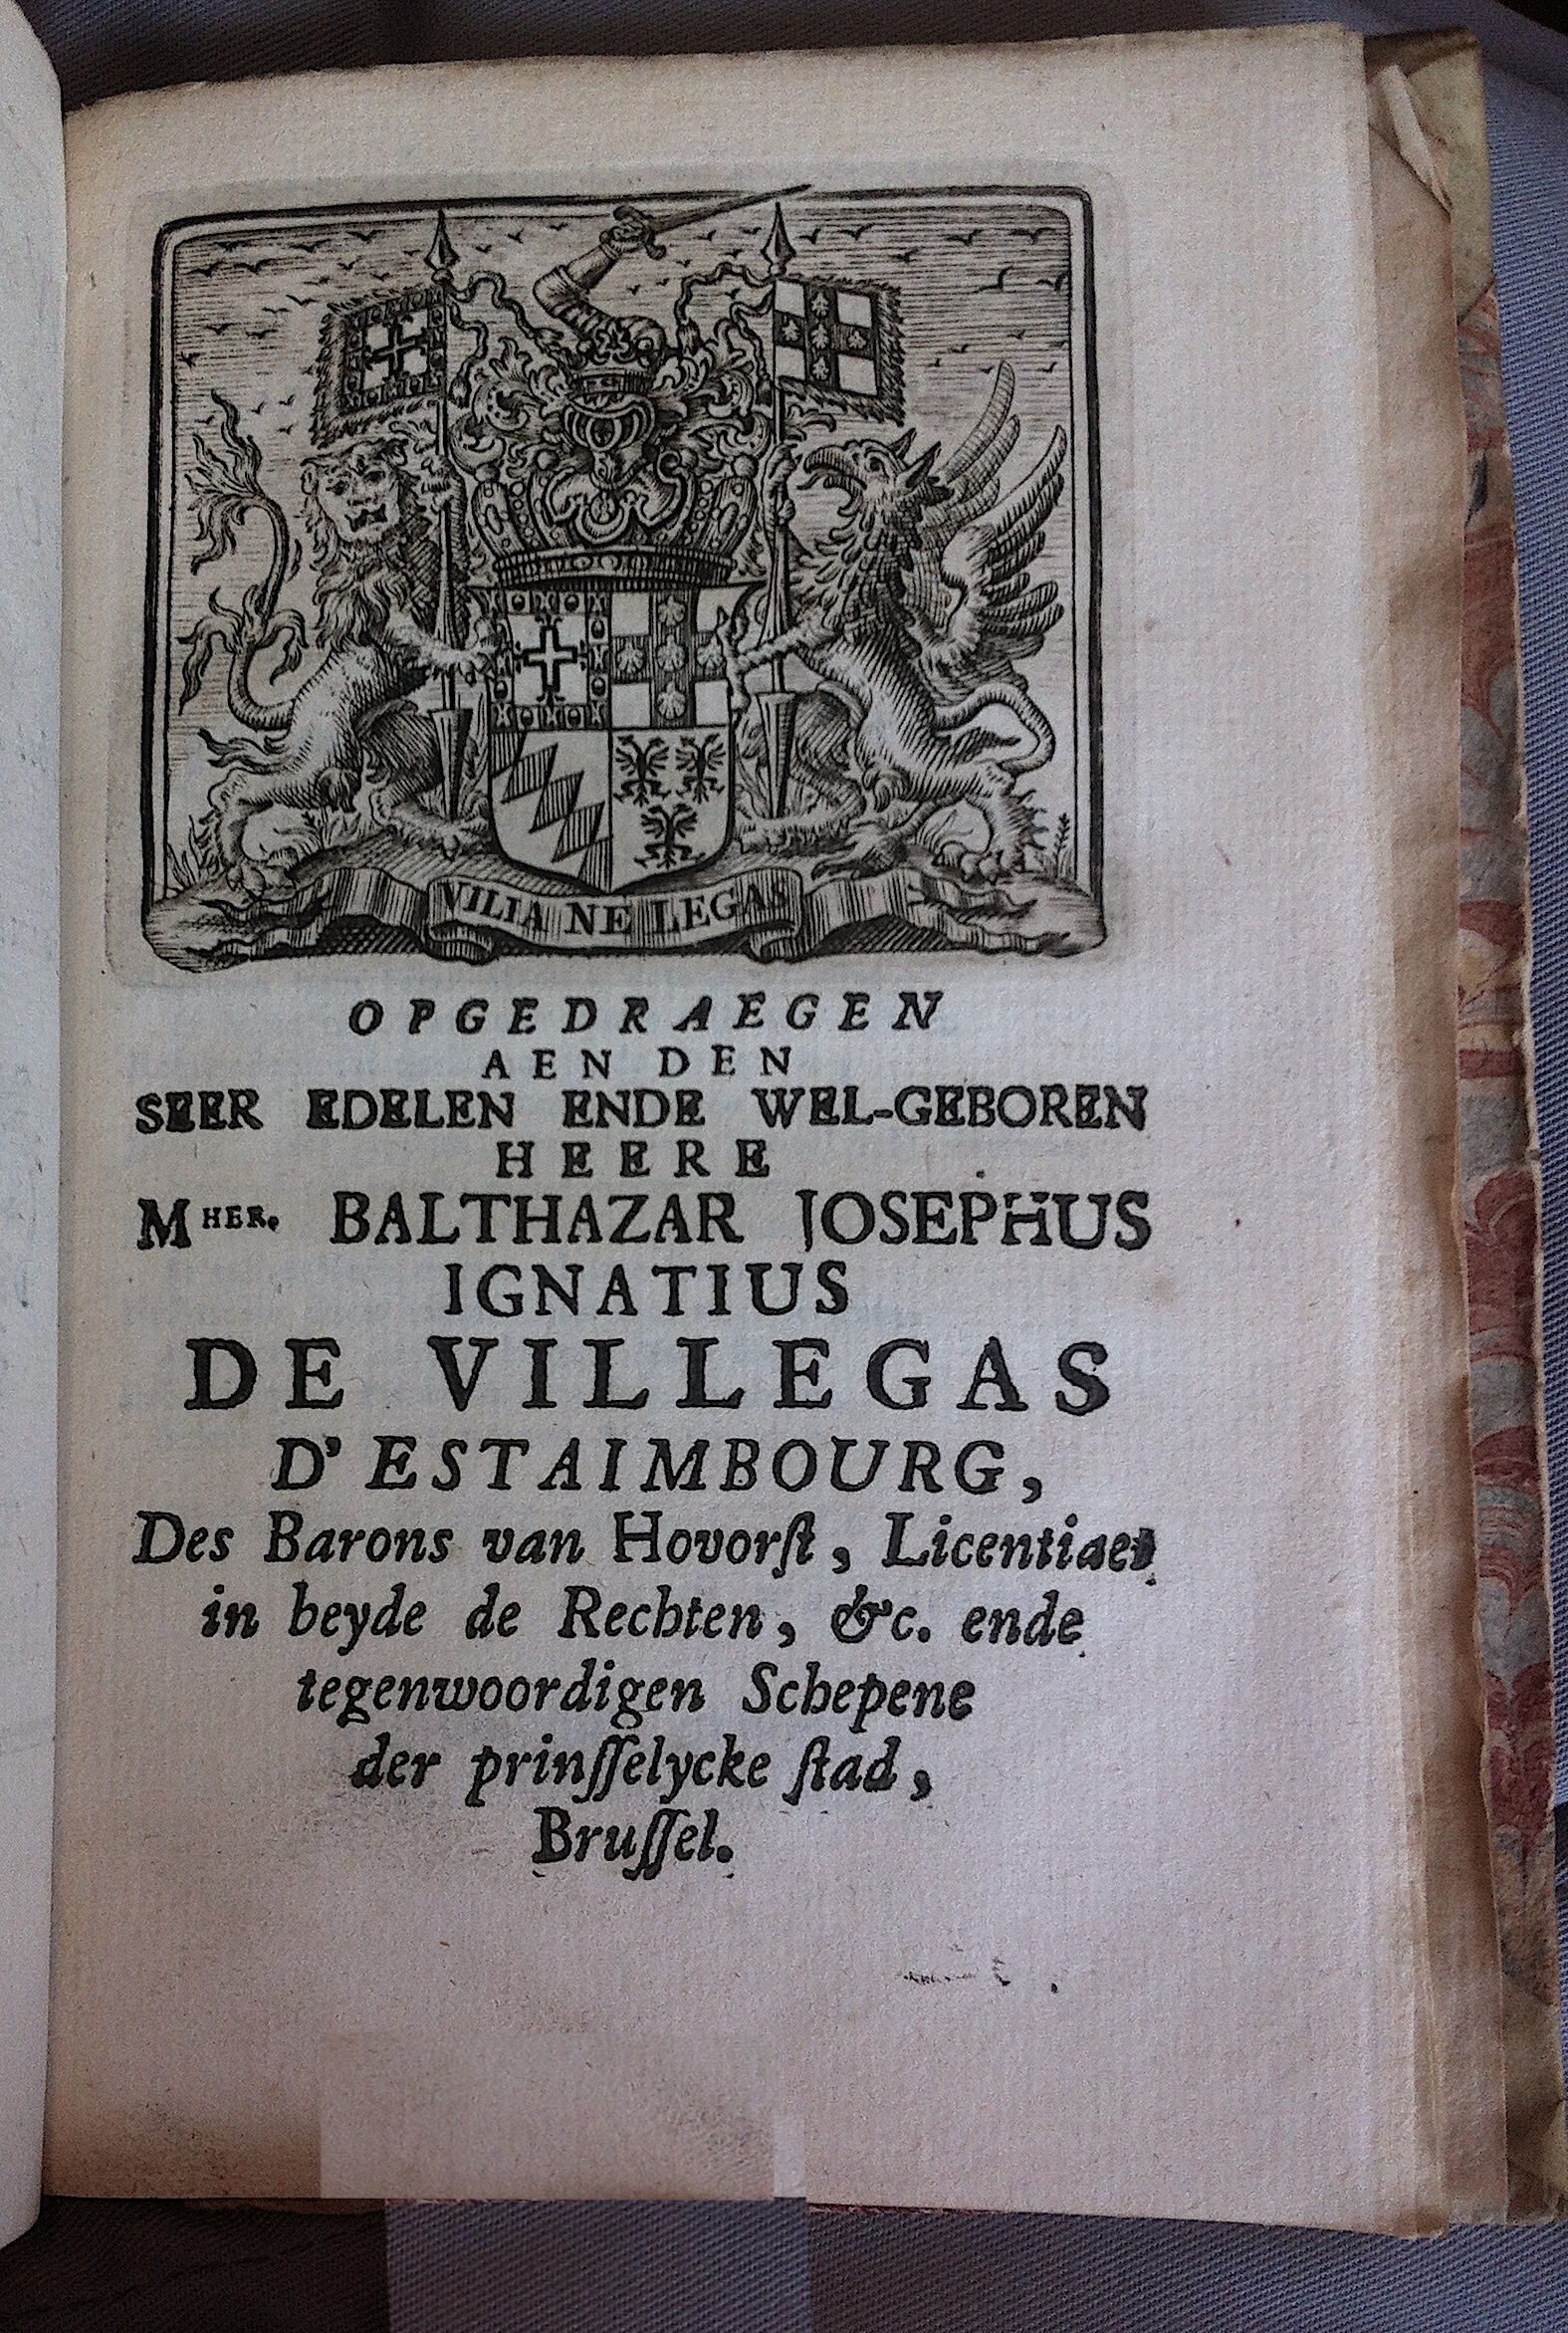 VILIA NE LEGAS
OPGEDRAEGEN
AEN DEN
SEER EDELEN ENDE WEL-GEBOREN
HEERE
MHER. BALTHAZAR JOSEPHUS
IGNATIUS
DE VILLEGAS
D'ESTAIMBOURG,
Des Barons van Hovorſt, Licentiaet
in beyde de Rechten, &c. ende
tegenwoordigen Schepene
der prinſſelycke ſtad,
Bruſſel.